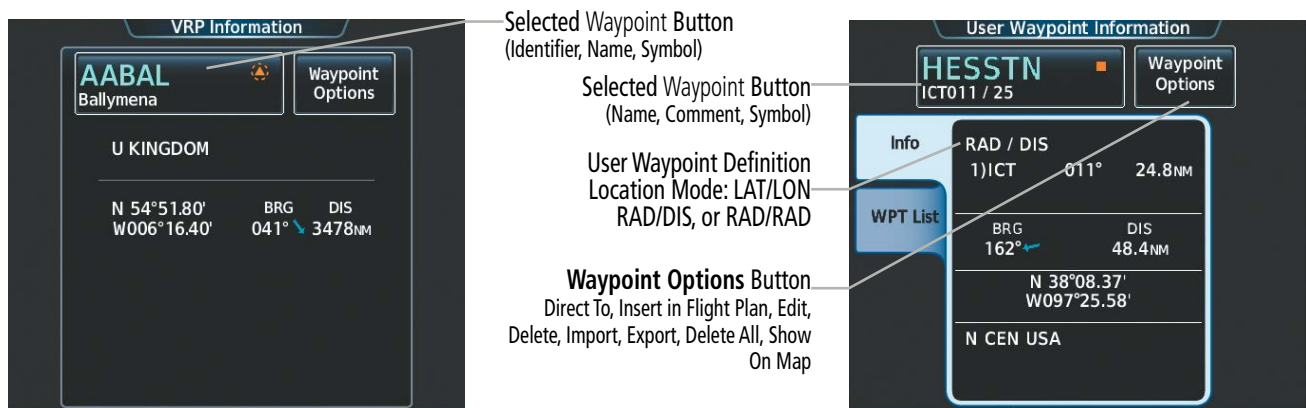 VRP Information
AABAL
Ballymena
Waypoint
Options
U KINGDOM
N 54°51.80'
W006°16.40'
BRG
041°
DIS
3478NM
Selected Waypoint Button
(Identifier, Name, Symbol)
Selected Waypoint Button
(Name, Comment, Symbol)
User Waypoint Definition
Location Mode: LAT/LON
RAD/DIS, or RAD/RAD
Waypoint Options Button
Direct To, Insert in Flight Plan, Edit,
Delete, Import, Export, Delete All, Show
On Map
User Waypoint Information
HESSTN
ICT011 / 25
Waypoint
Options
Info
WPT List
RAD / DIS
1)ICT 011° 24.8NM
BRG
162°
DIS
48.4NM
N 38°08.37'
W097°25.58'
N CEN USA